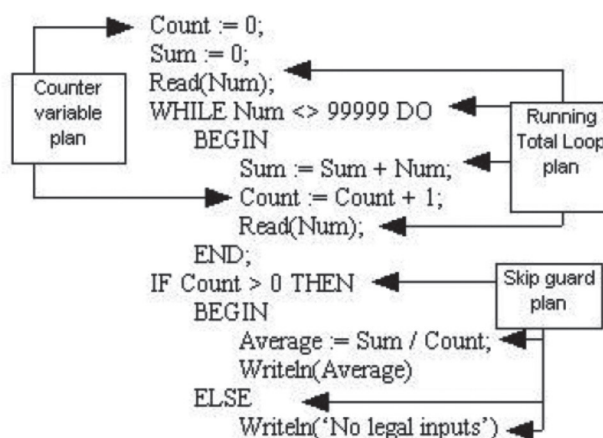 Count := 0;
Sum := 0;
Read(Num);
WHILE Num <> 99999 DO
BEGIN
Sum := Sum + Num;
Count := Count + 1;
Read(Num);
END;
IF Count > 0 THEN
BEGIN
Average := Sum / Count;
Writeln(Average)
ELSE
Writeln(‘No legal inputs’)
Counter
variable
plan
Running
Total Loop
plan
Skip guard
plan